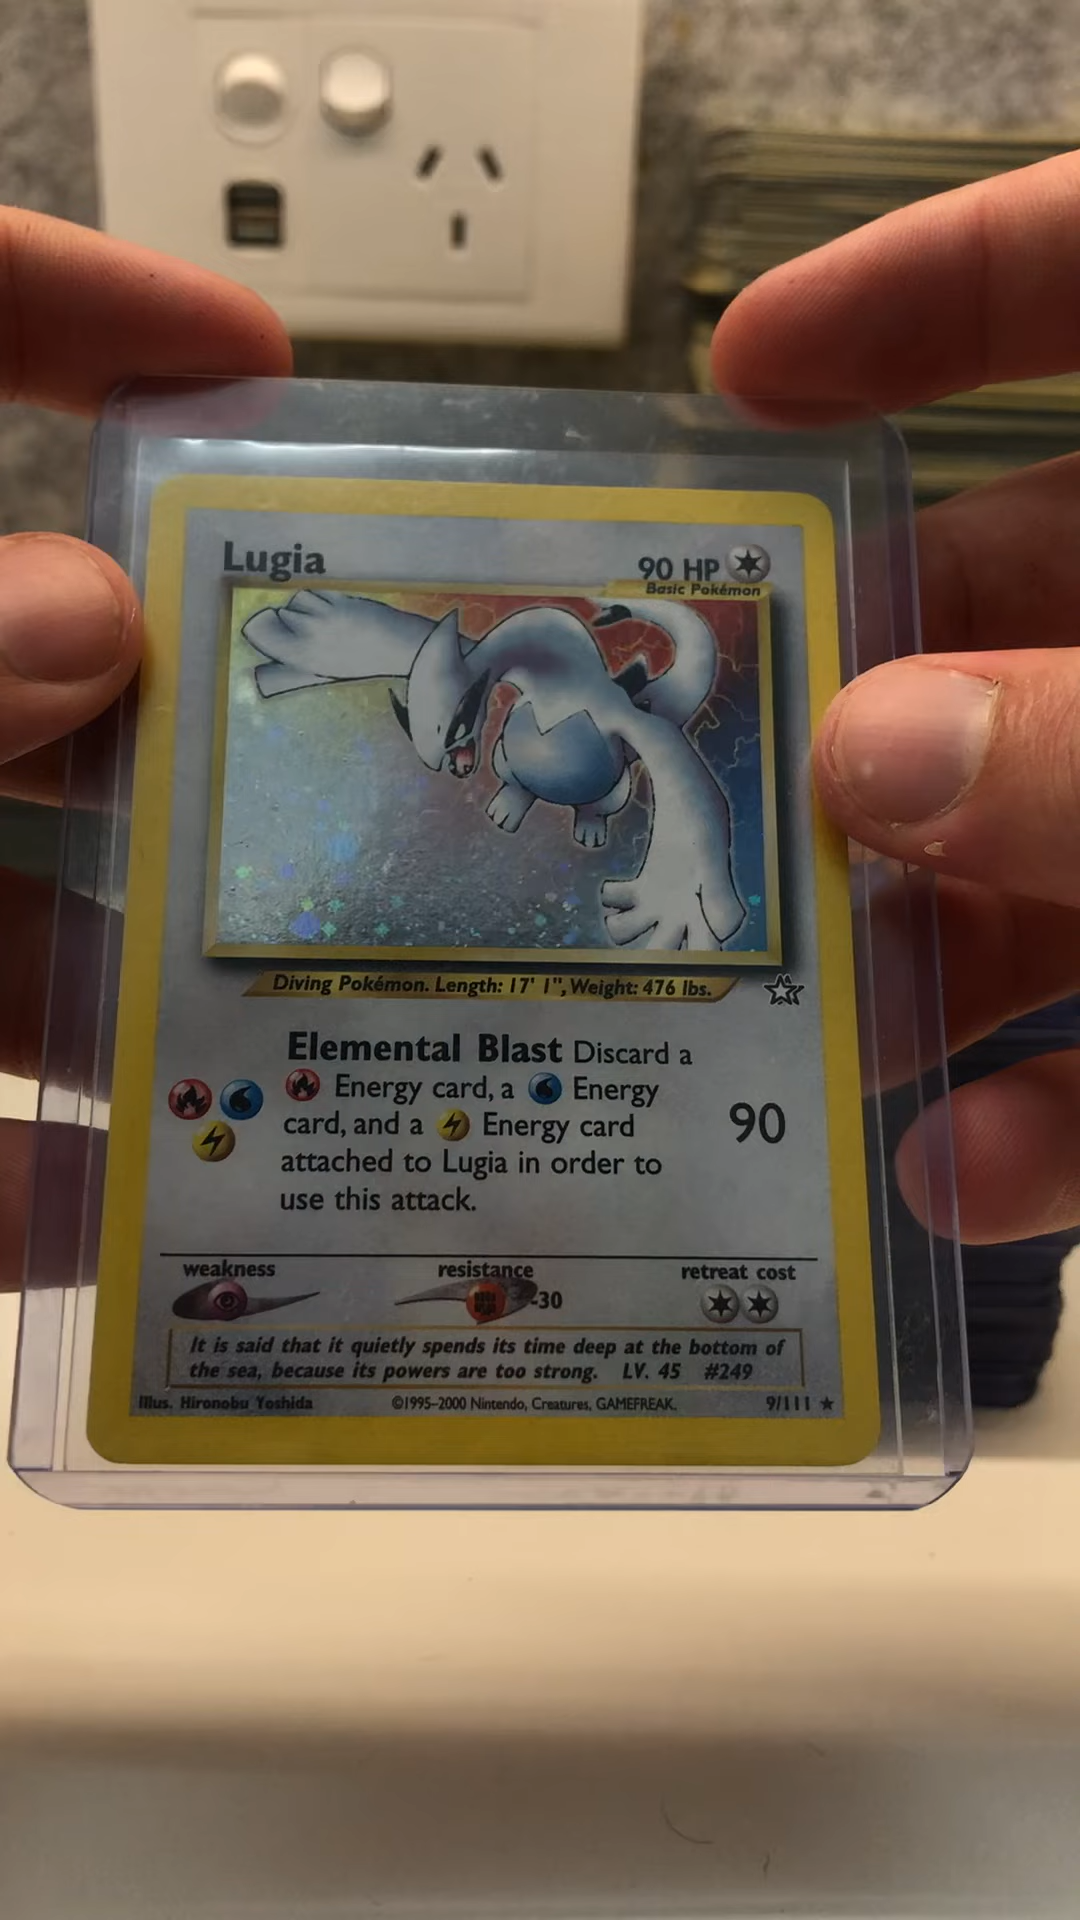 Lugia
90 HP
Basic Pokémon
Diving Pokémon. Length: 17' 1", Weight: 476 lbs.
Elemental Blast Discard a
Energy card, a Energy
card, and a Energy card
attached to Lugia in order to
use this attack.
90
weakness
resistance
retreat cost
-30
It is said that it quietly spends its time deep at the bottom of
the sea, because its powers are too strong. LV. 45 #249
Illus. Hironobu Yoshida
©1995–2000 Nintendo, Creatures, GAMEFREAK.
9/111 ★